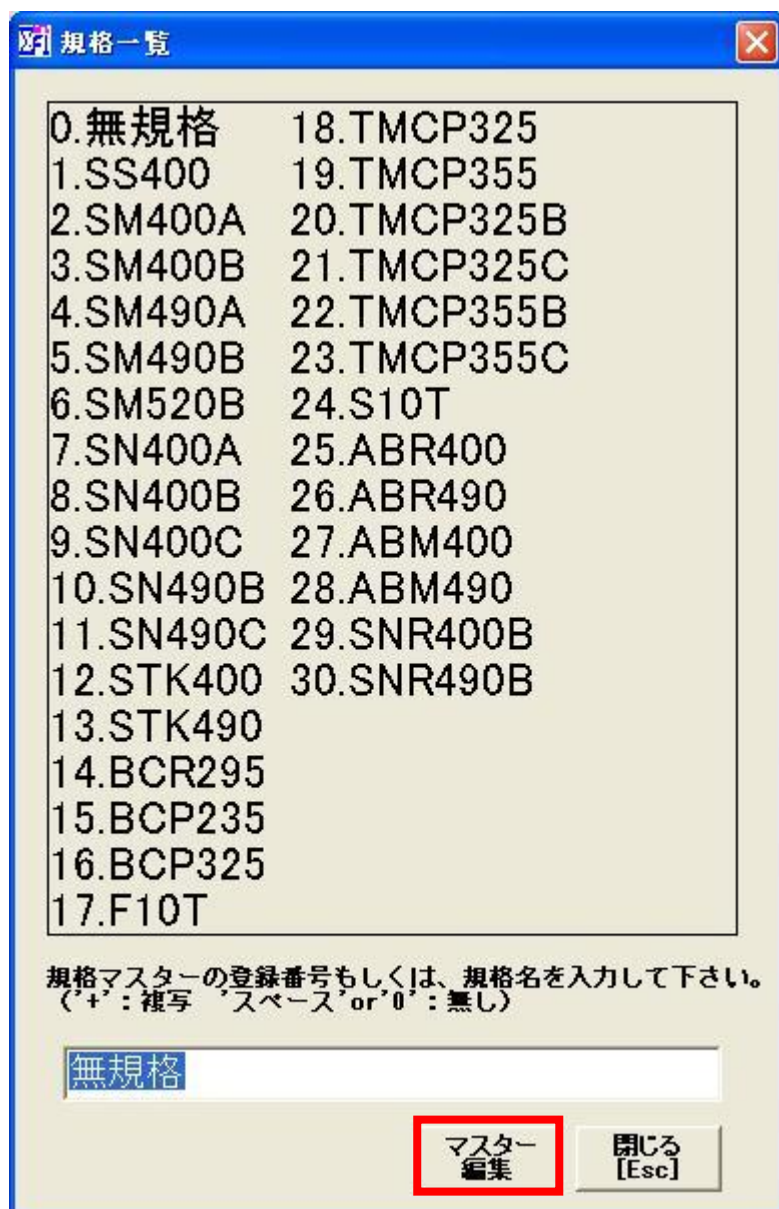 規格一覧
0.無規格
1.SS400
2.SM400A
3.SM400B
4.SM490A
5.SM490B
6.SM520B
7.SN400A
8.SN400B
9.SN400C
10.SN490B
11.SN490C
12.STK400
13.STK490
14.BCR295
15.BCP235
16.BCP325
17.F10T
18.TMCP325
19.TMCP355
20.TMCP325B
21.TMCP325C
22.TMCP355B
23.TMCP355C
24.S10T
25.ABR400
26.ABR490
27.ABM400
28.ABM490
29.SNR400B
30.SNR490B
規格マスターの登録番号もしくは、規格名を入力して下さい。
('+':複写 'スペース'or'0':無し)
無規格
マスター
編集
閉じる
[Esc]